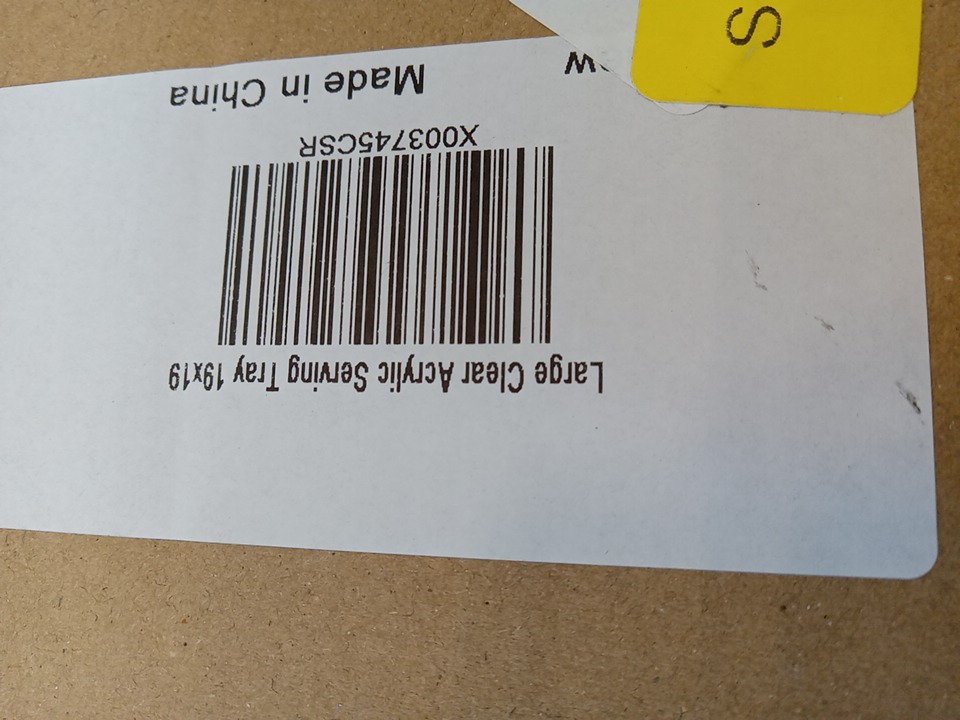 Large Clear Acrylic Serving Tray 19x19
X003745CSR
Made in China
S